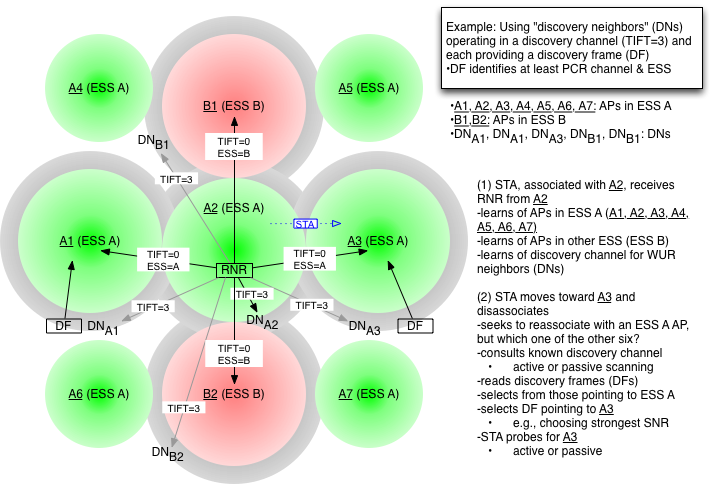 Example: Using "discovery neighbors" (DNs)
operating in a discovery channel (TIFT=3) and
each providing a discovery frame (DF)
•DF identifies at least PCR channel & ESS
•A1, A2, A3, A4, A5, A6, A7: APs in ESS A
•B1,B2: APs in ESS B
•DNA1, DNA1, DNA3, DNB1, DNB1: DNs
A4 (ESS A)
B1 (ESS B)
A5 (ESS A)
DNB1
TIFT=0
ESS=B
TIFT=3
A2 (ESS A)
STA
A1 (ESS A)
A3 (ESS A)
TIFT=0
ESS=A
TIFT=0
ESS=A
RNR
TIFT=3
TIFT=3
TIFT=3
DF
DNA1
DNA2
DNA3
DF
TIFT=0
ESS=B
A6 (ESS A)
B2 (ESS B)
A7 (ESS A)
TIFT=3
DNB2
(1) STA, associated with A2, receives
RNR from A2
-learns of APs in ESS A (A1, A2, A3, A4,
A5, A6, A7)
-learns of APs in other ESS (ESS B)
-learns of discovery channel for WUR
neighbors (DNs)
(2) STA moves toward A3 and
disassociates
-seeks to reassociate with an ESS A AP,
but which one of the other six?
-consults known discovery channel
• active or passive scanning
-reads discovery frames (DFs)
-selects from those pointing to ESS A
-selects DF pointing to A3
• e.g., choosing strongest SNR
-STA probes for A3
• active or passive